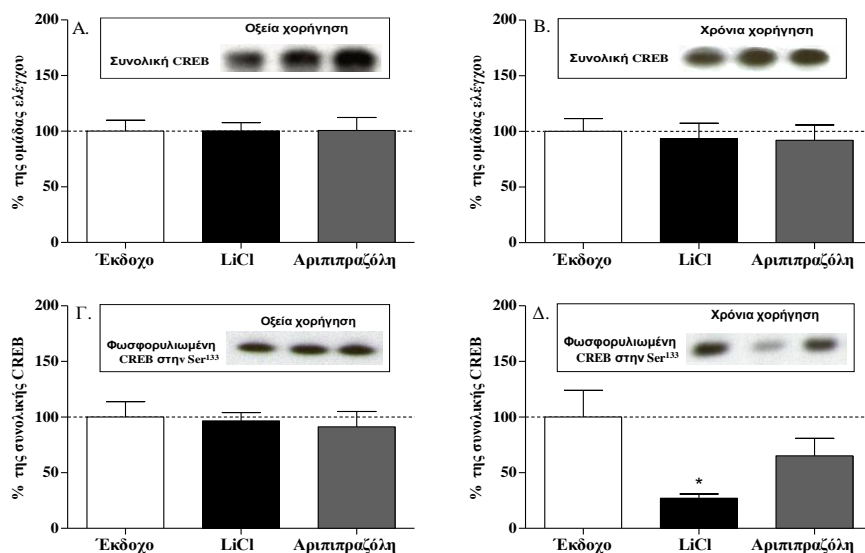 Α.
Οξεία χορήγηση
Συνολική CREB
% της ομάδας ελέγχου
200
150
100
50
0
Έκδοχο LiCl Αριπιπραζόλη
Β.
Χρόνια χορήγηση
Συνολική CREB
% της ομάδας ελέγχου
200
150
100
50
0
Έκδοχο LiCl Αριπιπραζόλη
Γ.
Οξεία χορήγηση
Φωσφορυλιωμένη
CREB στην Ser¹³³
% της συνολικής CREB
200
150
100
50
0
Έκδοχο LiCl Αριπιπραζόλη
Δ.
Χρόνια χορήγηση
Φωσφορυλιωμένη
CREB στην Ser¹³³
% της συνολικής CREB
200
150
100
50
0
*
Έκδοχο LiCl Αριπιπραζόλη